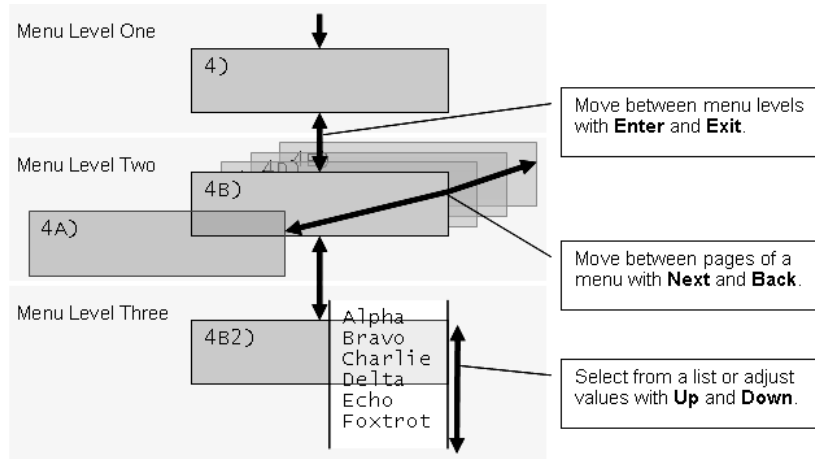 Menu Level One
4)
Move between menu levels
with Enter and Exit.
Menu Level Two
4B)
4A)
Move between pages of a
menu with Next and Back.
Menu Level Three
4B2)
Alpha
Bravo
Charlie
Delta
Echo
Foxtrot
Select from a list or adjust
values with Up and Down.